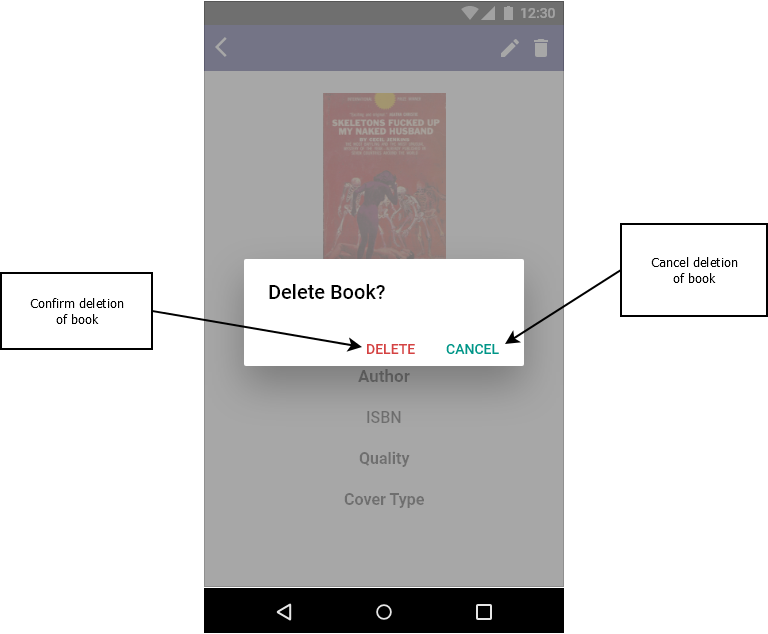 12:30
SKELETONS FUCKED UP
MY NAKED HUSBAND
Delete Book?
DELETE CANCEL
Author
ISBN
Quality
Cover Type
Confirm deletion
of book
Cancel deletion
of book